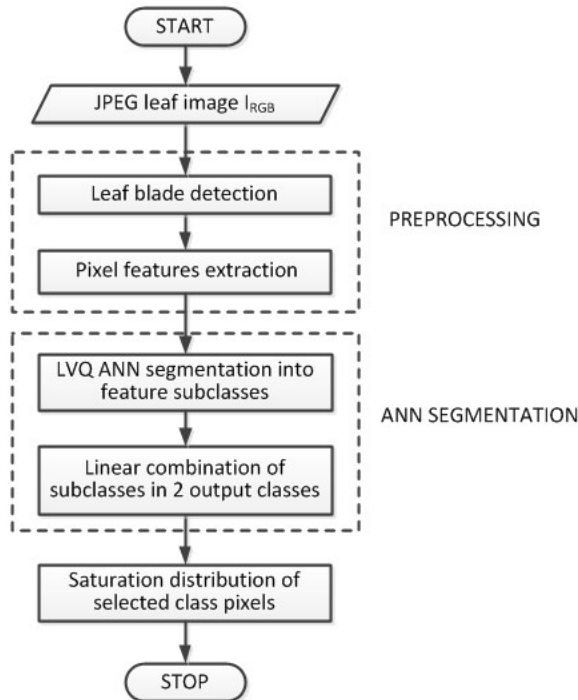 START
JPEG leaf image I_RGB
Leaf blade detection
PREPROCESSING
Pixel features extraction
LVQ ANN segmentation into
feature subclasses
ANN SEGMENTATION
Linear combination of
subclasses in 2 output classes
Saturation distribution of
selected class pixels
STOP